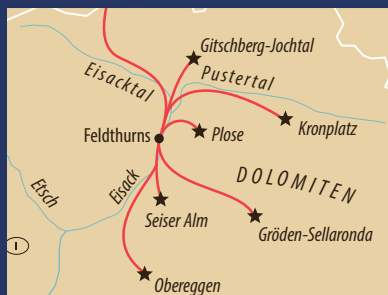 Gitschberg-Jochtal
Eisacktal
Pustertal
Kronplatz
Feldthurns
Plose
DOLOMITEN
Etsch
Eisack
Seiser Alm
Gröden-Sellaronda
I
Obereggen